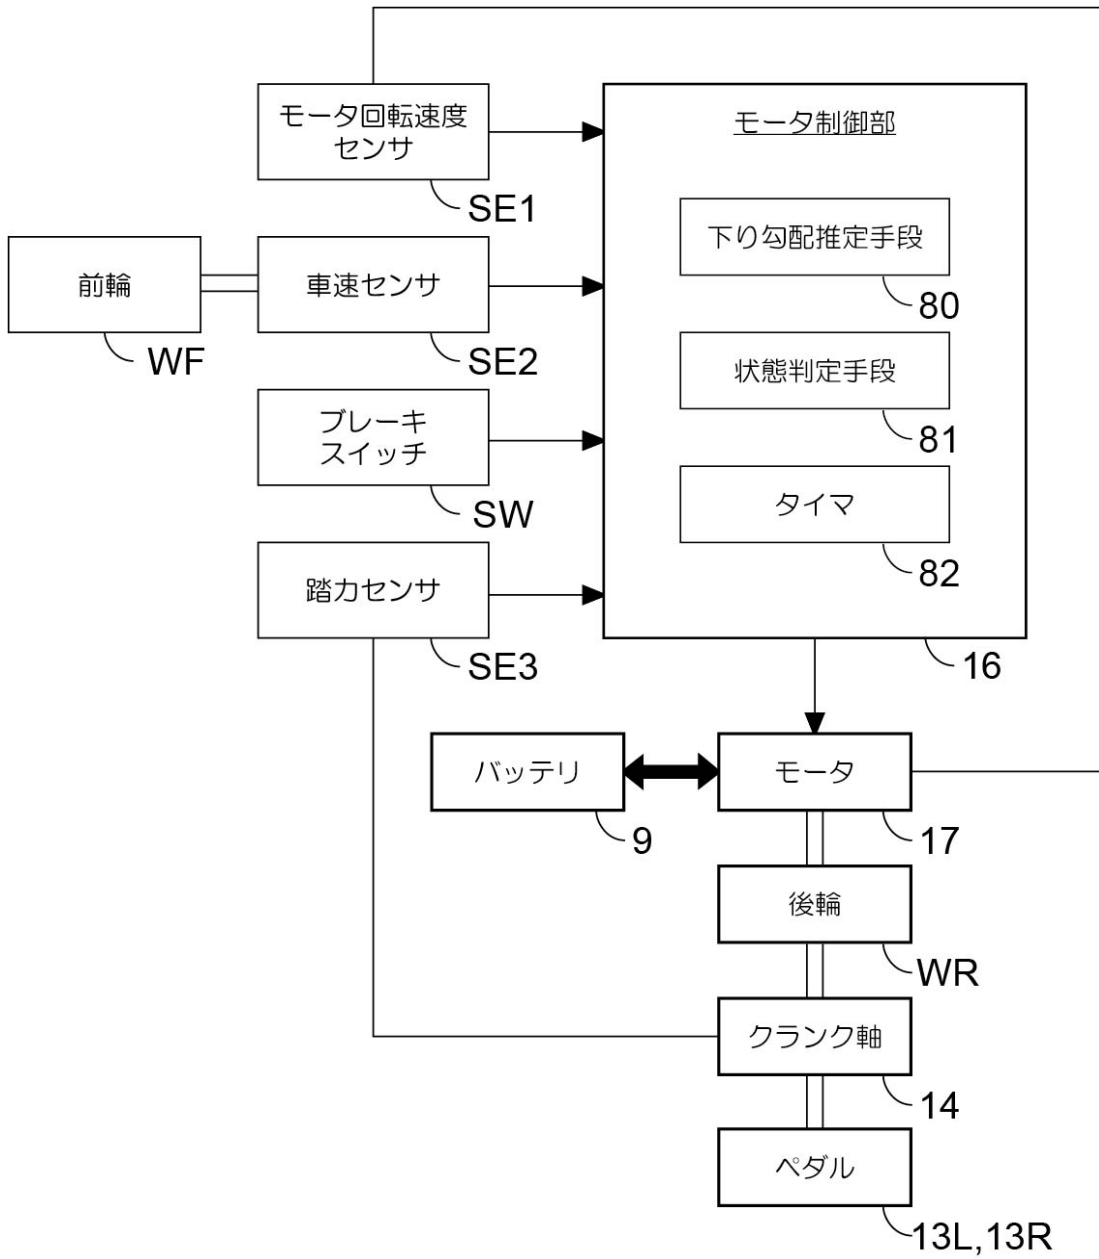 モータ回転速度
センサ
SE1
モータ制御部
下り勾配推定手段
80
前輪
WF
車速センサ
SE2
状態判定手段
81
ブレーキ
スイッチ
SW
タイマ
82
踏力センサ
SE3
16
バッテリ
9
モータ
17
後輪
WR
クランク軸
14
ペダル
13L,13R